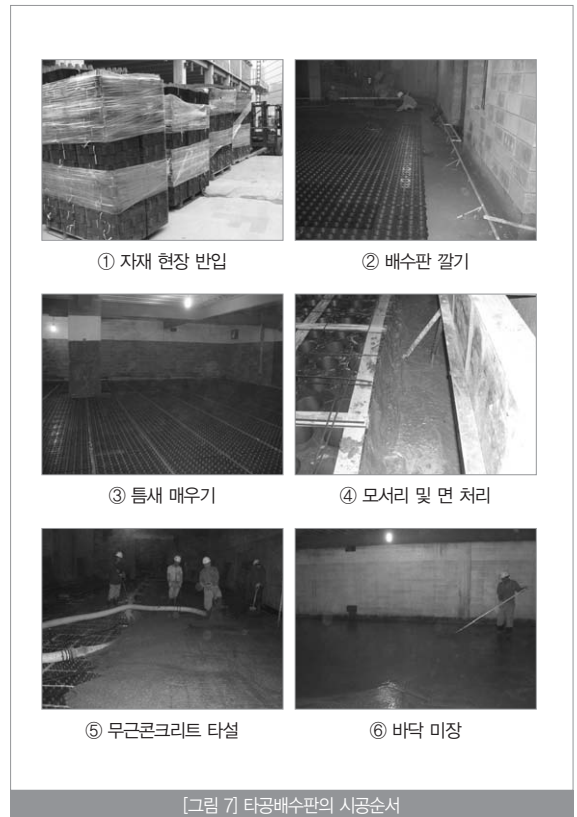 ① 자재 현장 반입
② 배수판 깔기
③ 틈새 매우기
④ 모서리 및 면 처리
⑤ 무근콘크리트 타설
⑥ 바닥 미장
[그림 7] 타공배수판의 시공순서